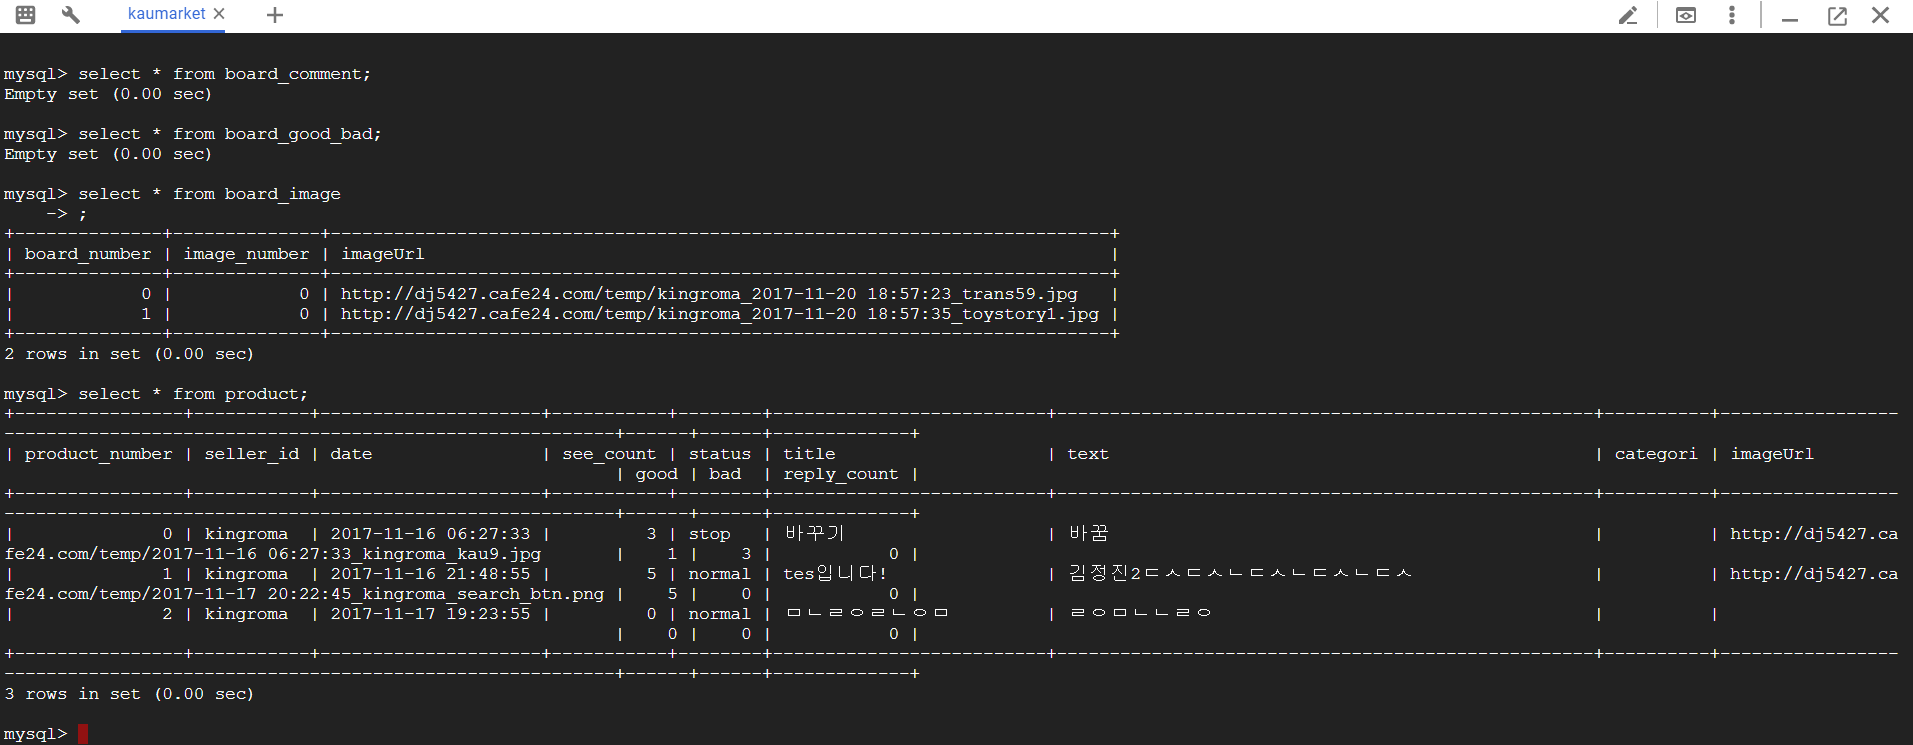 kaumarket
mysql> select * from board_comment;
Empty set (0.00 sec)
mysql> select * from board_good_bad;
Empty set (0.00 sec)
mysql> select * from board_image
-> ;
+--------------+--------------+--------------------------------------------------------------------------+
| board_number | image_number | imageUrl |
+--------------+--------------+--------------------------------------------------------------------------+
| 0 | 0 | http://dj5427.cafe24.com/temp/kingroma_2017-11-20 18:57:23_trans59.jpg |
| 1 | 0 | http://dj5427.cafe24.com/temp/kingroma_2017-11-20 18:57:35_toystory1.jpg |
+--------------+--------------+--------------------------------------------------------------------------+
2 rows in set (0.00 sec)
mysql> select * from product;
+----------------+-----------+---------------------+-----------+--------+--------------------------+---------------------------------------------------+----------+-----------------
----------------------------------------------------------+------+------+-------------+
| product_number | seller_id | date | see_count | status | title | text | categori | imageUrl
| good | bad | reply_count |
+----------------+-----------+---------------------+-----------+--------+--------------------------+---------------------------------------------------+----------+-----------------
----------------------------------------------------------+------+------+-------------+
| 0 | kingroma | 2017-11-16 06:27:33 | 3 | stop | 바꾸기 | 바꿈 | | http://dj5427.ca
fe24.com/temp/2017-11-16 06:27:33_kingroma_kau9.jpg | 1 | 3 | 0 |
| 1 | kingroma | 2017-11-16 21:48:55 | 5 | normal | tes입니다! | 김정진2ㄷㅅㄷㅅㄴㄷㅅㄴㄷㅅㄴㄷㅅ | | http://dj5427.ca
fe24.com/temp/2017-11-17 20:22:45_kingroma_search_btn.png | 5 | 0 | 0 |
| 2 | kingroma | 2017-11-17 19:23:55 | 0 | normal | ㅁㄴㄹㅇㄹㄴㅇㅁ | ㄹㅇㅁㄴㄴㄹㅇ | |
| 0 | 0 | 0 |
+----------------+-----------+---------------------+-----------+--------+--------------------------+---------------------------------------------------+----------+-----------------
----------------------------------------------------------+------+------+-------------+
3 rows in set (0.00 sec)
mysql>